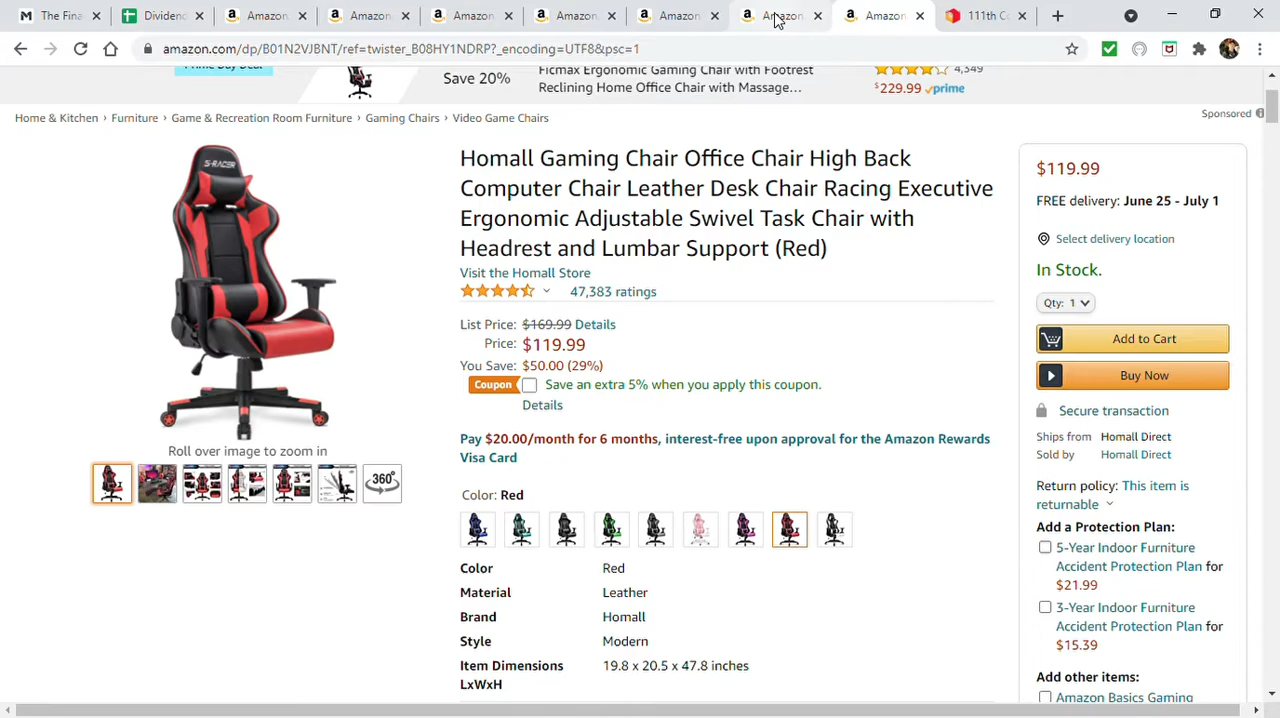 The Fina
Dividen
Amazon.
Amazon
Amazon
Amazon.
Amazon
Amazon
Amazon
111th C
amazon.com/dp/B01N2VJBNT/ref=twister_B08HY1NDRP?_encoding=UTF8&psc=1
Prime Day Deal
Save 20%
Ficmax Ergonomic Gaming Chair with Footrest
Reclining Home Office Chair with Massage...
4,349
$229.99 prime
Sponsored
Home & Kitchen › Furniture › Game & Recreation Room Furniture › Gaming Chairs › Video Game Chairs
S-RACER
Roll over image to zoom in
360°
Homall Gaming Chair Office Chair High Back
Computer Chair Leather Desk Chair Racing Executive
Ergonomic Adjustable Swivel Task Chair with
Headrest and Lumbar Support (Red)
Visit the Homall Store
47,383 ratings
List Price: $169.99 Details
Price: $119.99
You Save: $50.00 (29%)
Coupon Save an extra 5% when you apply this coupon.
Details
Pay $20.00/month for 6 months, interest-free upon approval for the Amazon Rewards
Visa Card
Color: Red
Color Red
Material Leather
Brand Homall
Style Modern
Item Dimensions 19.8 x 20.5 x 47.8 inches
LxWxH
$119.99
FREE delivery: June 25 - July 1
Select delivery location
In Stock.
Qty: 1
Add to Cart
Buy Now
Secure transaction
Ships from Homall Direct
Sold by Homall Direct
Return policy: This item is
returnable
Add a Protection Plan:
5-Year Indoor Furniture
Accident Protection Plan for
$21.99
3-Year Indoor Furniture
Accident Protection Plan for
$15.39
Add other items:
Amazon Basics Gaming